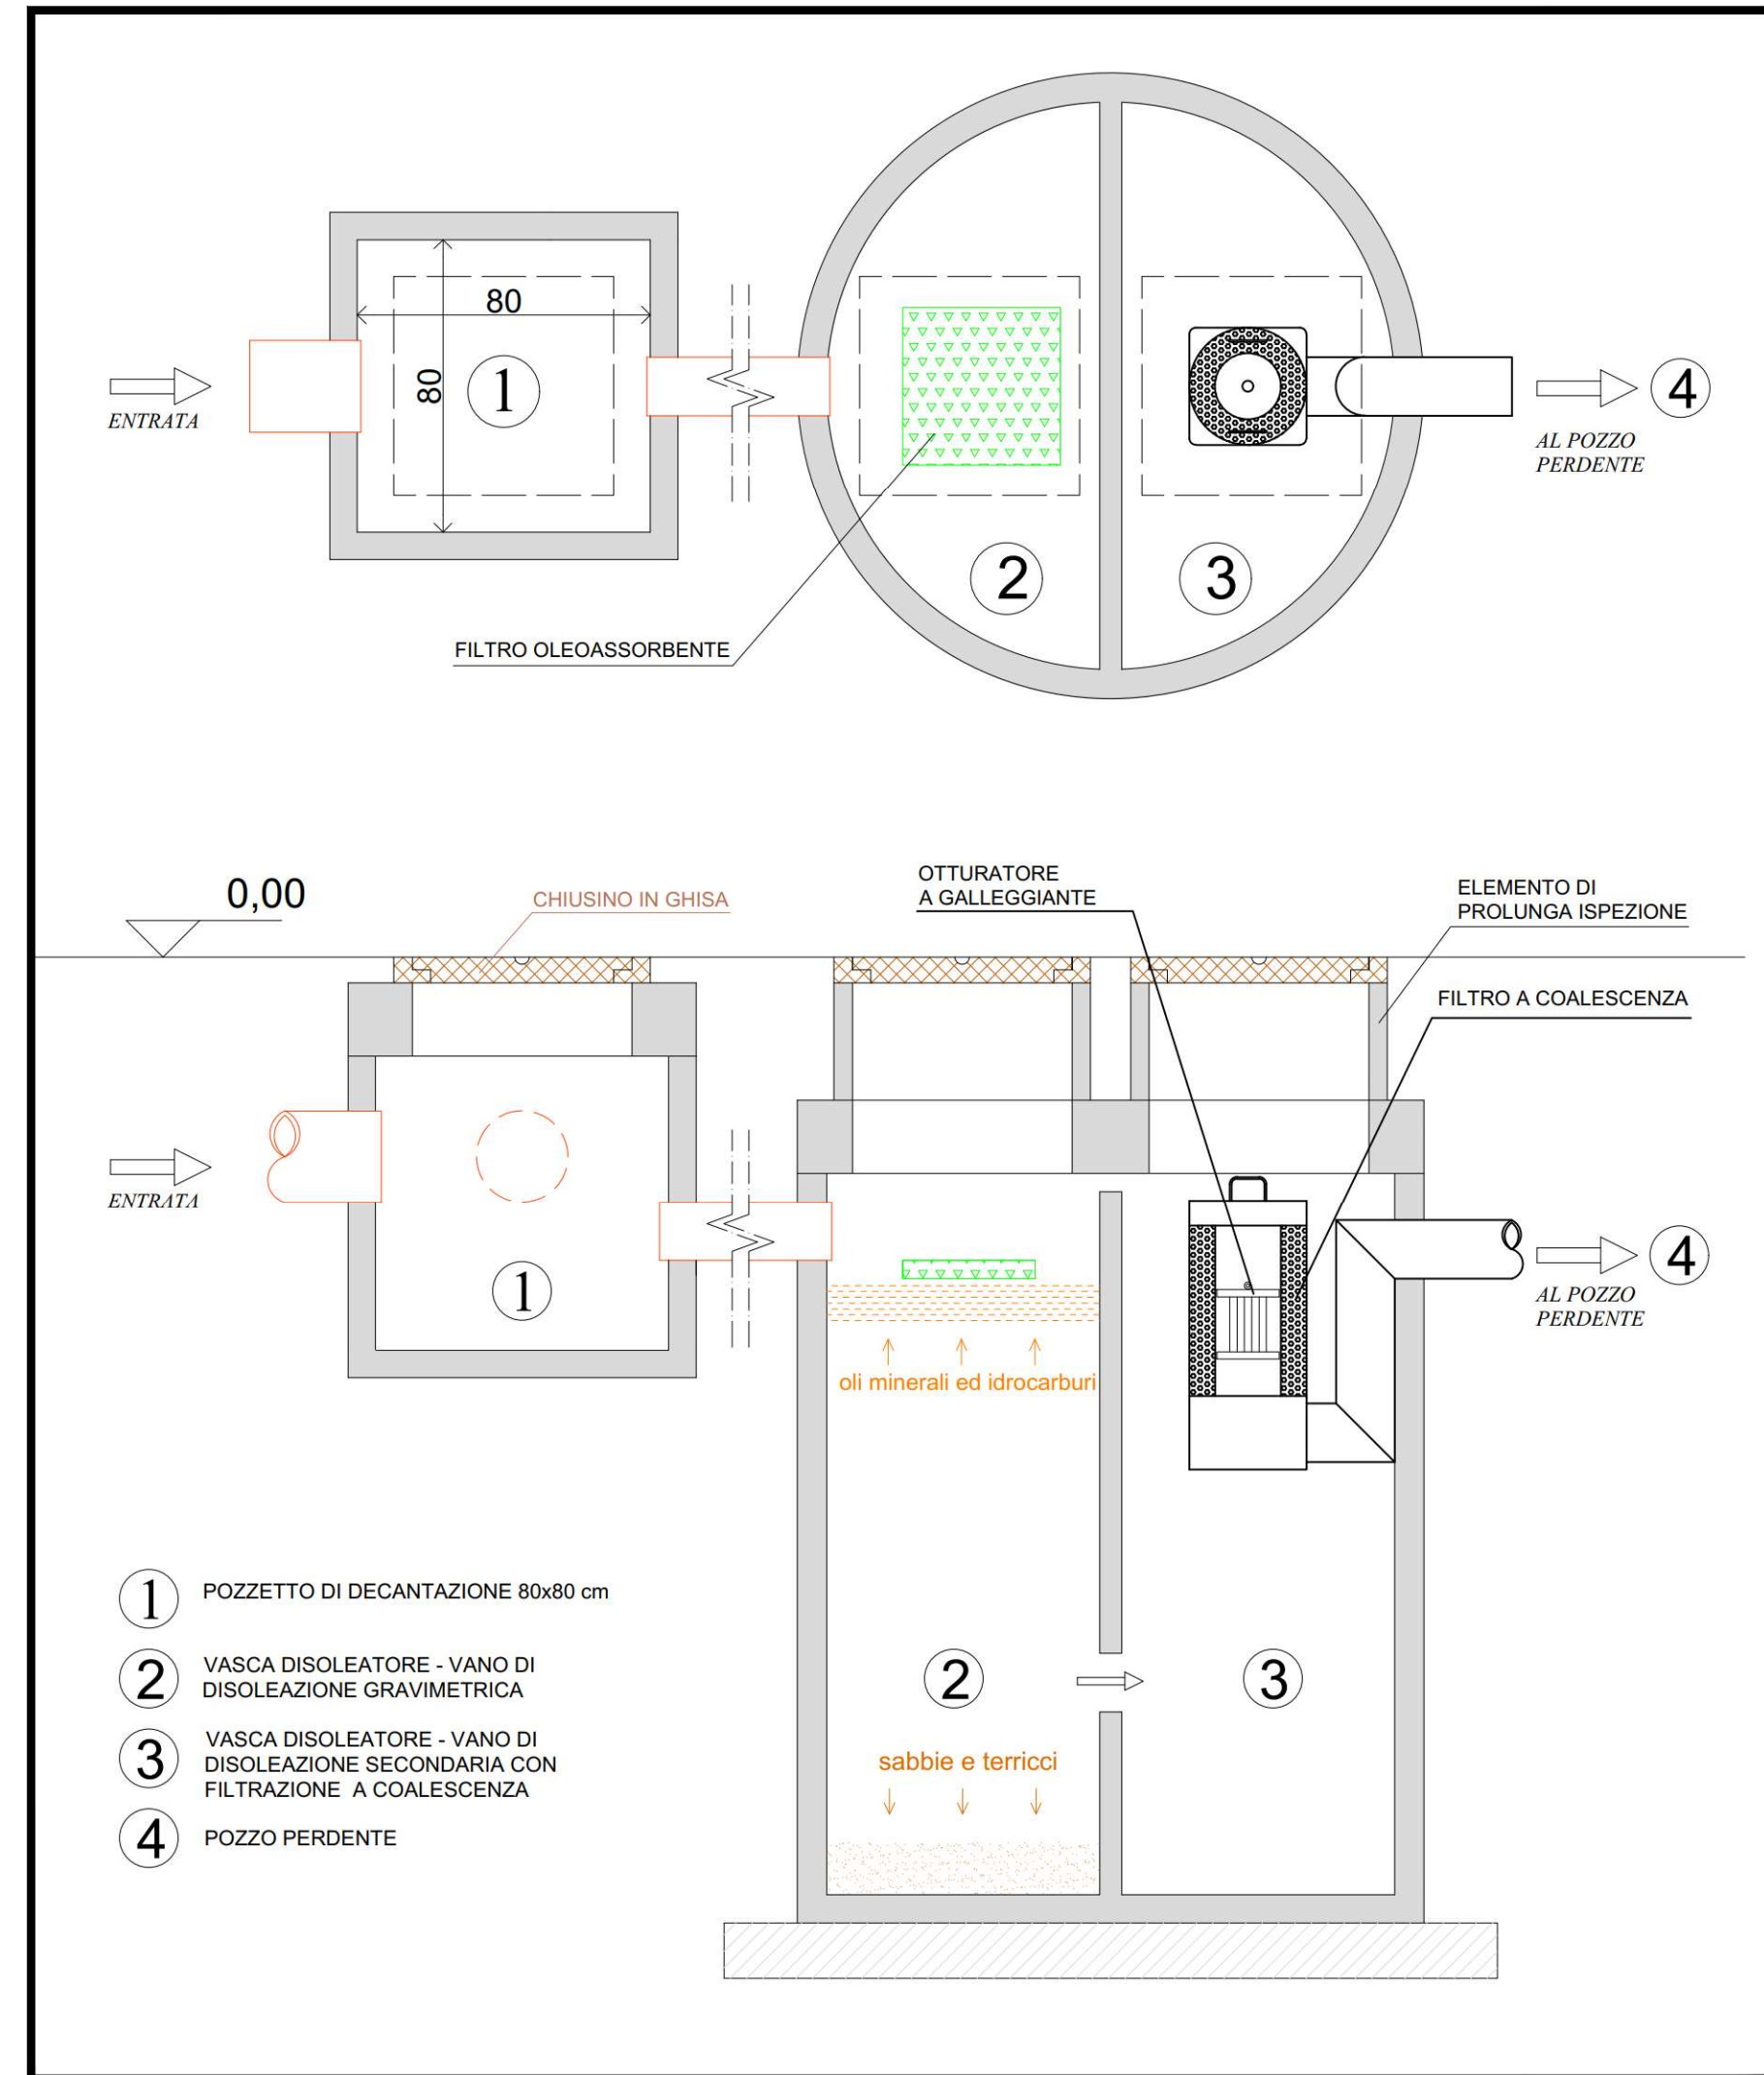 80
80
1
ENTRATA
4
AL POZZO
PERDENTE
2
3
FILTRO OLEOASSORBENTE
0,00
CHIUSINO IN GHISA
OTTURATORE
A GALLEGGIANTE
ELEMENTO DI
PROLUNGA ISPEZIONE
FILTRO A COALESCENZA
ENTRATA
1
4
AL POZZO
PERDENTE
oli minerali ed idrocarburi
2
3
sabbie e terricci
1 POZZETTO DI DECANTAZIONE 80x80 cm
2 VASCA DISOLEATORE - VANO DI
DISOLEAZIONE GRAVIMETRICA
3 VASCA DISOLEATORE - VANO DI
DISOLEAZIONE SECONDARIA CON
FILTRAZIONE A COALESCENZA
4 POZZO PERDENTE